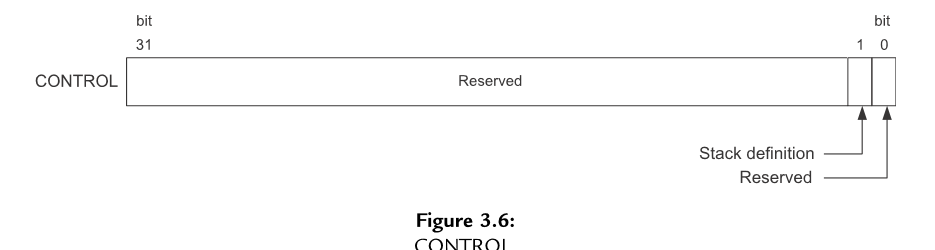 bit bit
31 1 0
CONTROL Reserved
Stack definition
Reserved
Figure 3.6:
CONTROL